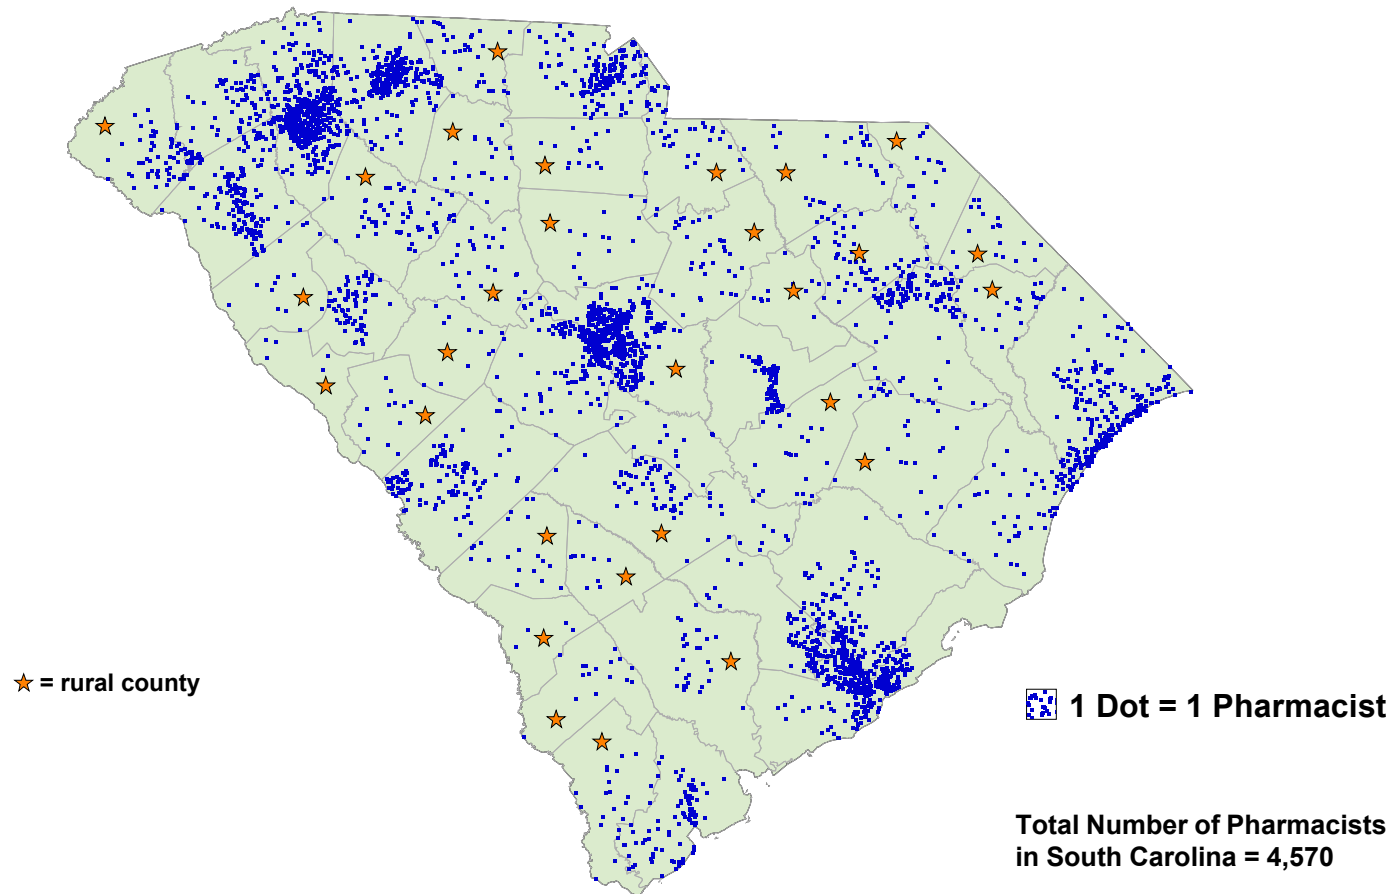 = rural county
1 Dot = 1 Pharmacist
Total Number of Pharmacists
in South Carolina = 4,570